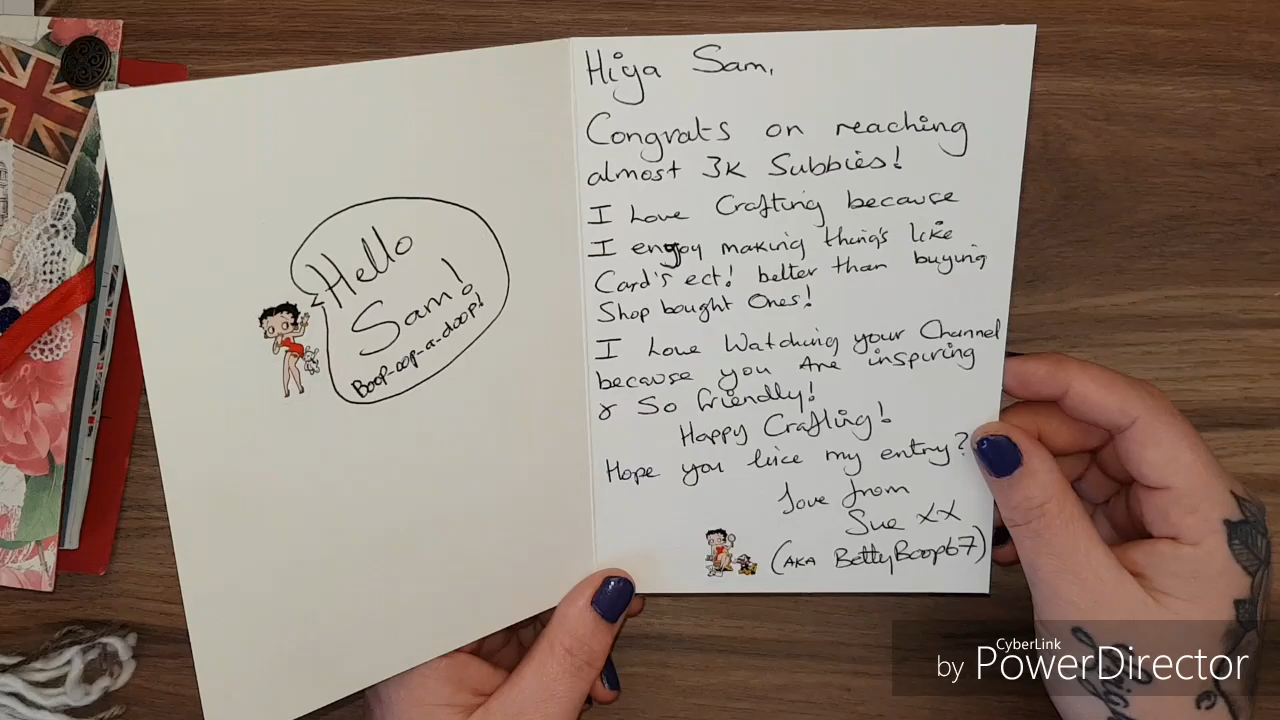 Hello
Sam!
Boop-oop-a-doop!
Hiya Sam,
Congrats on reaching
almost 3k Subbies!
I Love Crafting because
I enjoy making thing's like
Card's ect! better than buying
Shop bought Ones!
I Love Watching your Channel
because you Are inspiring
& So friendly!
Happy Crafting!
Hope you like my entry?
Love from
Sue XX
(AKA BettyBoop67)
CyberLink
by PowerDirector